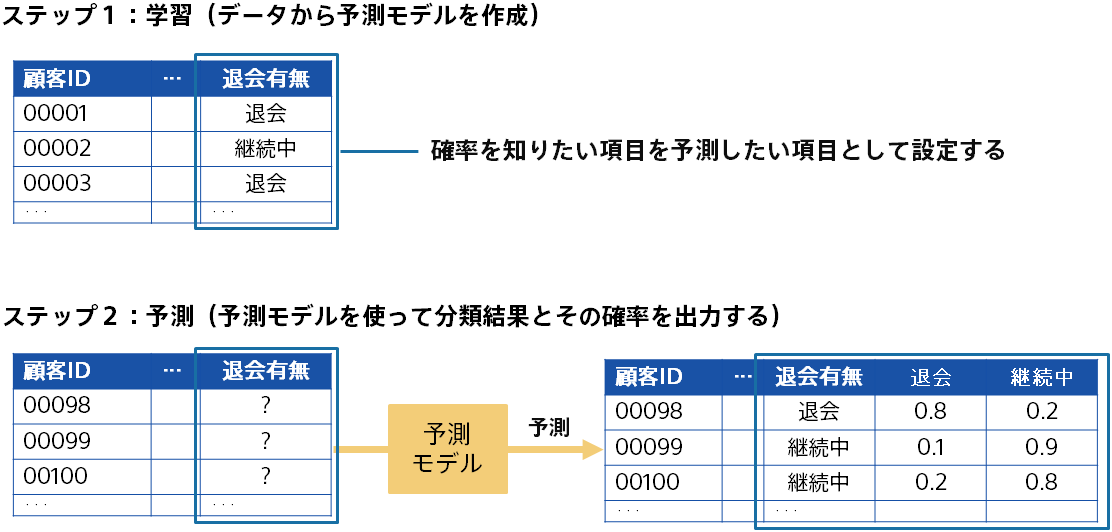 ステップ1：学習（データから予測モデルを作成）
顧客ID … 退会有無
00001 退会
00002 継続中
00003 退会
... ...
確率を知りたい項目を予測したい項目として設定する
ステップ2：予測（予測モデルを使って分類結果とその確率を出力する）
顧客ID … 退会有無
00098 ?
00099 ?
00100 ?
... ...
予測
モデル
予測
顧客ID … 退会有無 退会 継続中
00098 退会 0.8 0.2
00099 継続中 0.1 0.9
00100 継続中 0.2 0.8
... ...